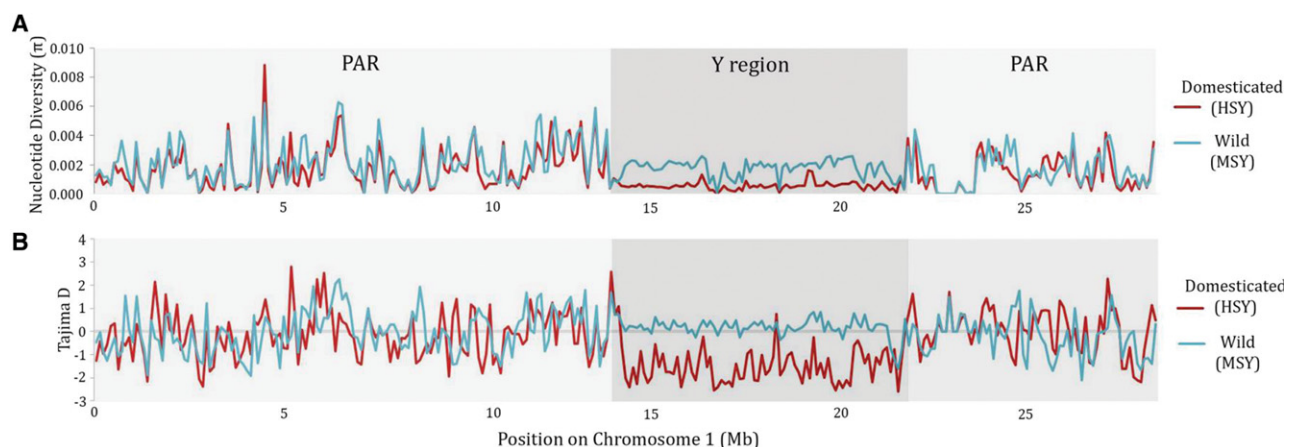 A
Nucleotide Diversity (π)
0.010
0.008
0.006
0.004
0.002
0.000
PAR
Y region
PAR
Domesticated
(HSY)
Wild
(MSY)
0
5
10
15
20
25
B
Tajima D
4
3
2
1
0
-1
-2
-3
Domesticated
(HSY)
Wild
(MSY)
0
5
10
15
20
25
Position on Chromosome 1 (Mb)